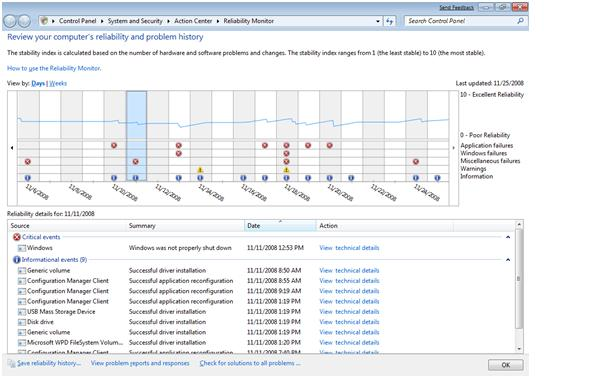 Send Feedback
Control Panel ▸ System and Security ▸ Action Center ▸ Reliability Monitor
Search Control Panel
Review your computer's reliability and problem history
The stability index is calculated based on the number of hardware and software problems and changes. The stability index ranges from 1 (the least stable) to 10 (the most stable).
How to use the Reliability Monitor.
View by: Days | Weeks
Last updated: 11/25/2008
10 - Excellent Reliability
0 - Poor Reliability
Application failures
Windows failures
Miscellaneous failures
Warnings
Information
11/6/2008 11/8/2008 11/10/2008 11/12/2008 11/14/2008 11/16/2008 11/18/2008 11/20/2008 11/22/2008 11/24/2008
Reliability details for: 11/11/2008
Source Summary Date Action
Critical events
Windows Windows was not properly shut down 11/11/2008 12:53 PM View technical details
Informational events (9)
Generic volume Successful driver installation 11/11/2008 8:50 AM View technical details
Configuration Manager Client Successful application reconfiguration 11/11/2008 8:55 AM View technical details
Configuration Manager Client Successful application reconfiguration 11/11/2008 9:19 AM View technical details
Configuration Manager Client Successful application reconfiguration 11/11/2008 1:19 PM View technical details
USB Mass Storage Device Successful driver installation 11/11/2008 1:19 PM View technical details
Disk drive Successful driver installation 11/11/2008 1:19 PM View technical details
Generic volume Successful driver installation 11/11/2008 1:19 PM View technical details
Microsoft WPD FileSystem Volum... Successful driver installation 11/11/2008 1:20 PM View technical details
Configuration Manager Client Successful application reconfiguration 11/11/2008 View technical details
Save reliability history... View problem reports and responses Check for solutions to all problems ...
OK